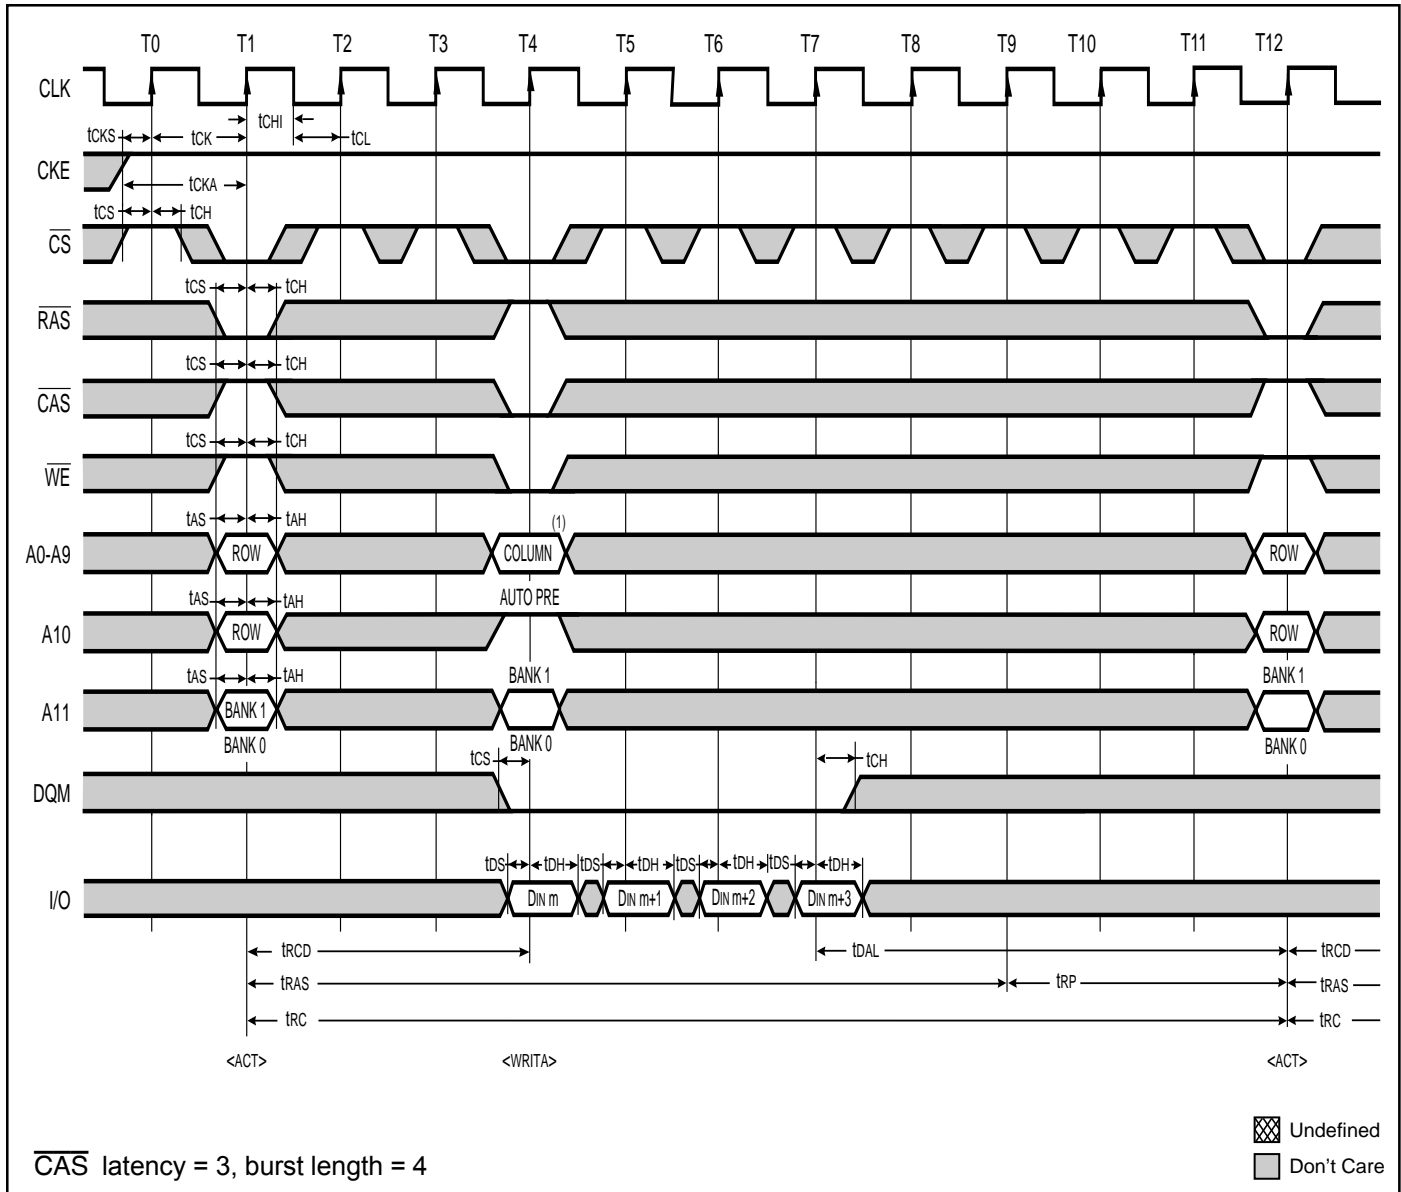 T0 T1 T2 T3 T4 T5 T6 T7 T8 T9 T10 T11 T12
CLK
tCHI
tCKS tCK tCL
CKE
tCKA
tCS tCH
CS
tCS tCH
RAS
tCS tCH
CAS
tCS tCH
WE
tAS tAH (1)
A0-A9 ROW COLUMN ROW
tAS tAH AUTO PRE
A10 ROW ROW
tAS tAH BANK 1 BANK 1
A11 BANK 1
BANK 0 BANK 0 BANK 0
tCS tCH
DQM
tDS tDH tDS tDH tDS tDH tDS tDH
I/O DIN m DIN m+1 DIN m+2 DIN m+3
tRCD tDAL tRCD
tRAS tRP tRAS
tRC tRC
<ACT> <WRITA> <ACT>
Undefined
CAS latency = 3, burst length = 4 Don't Care